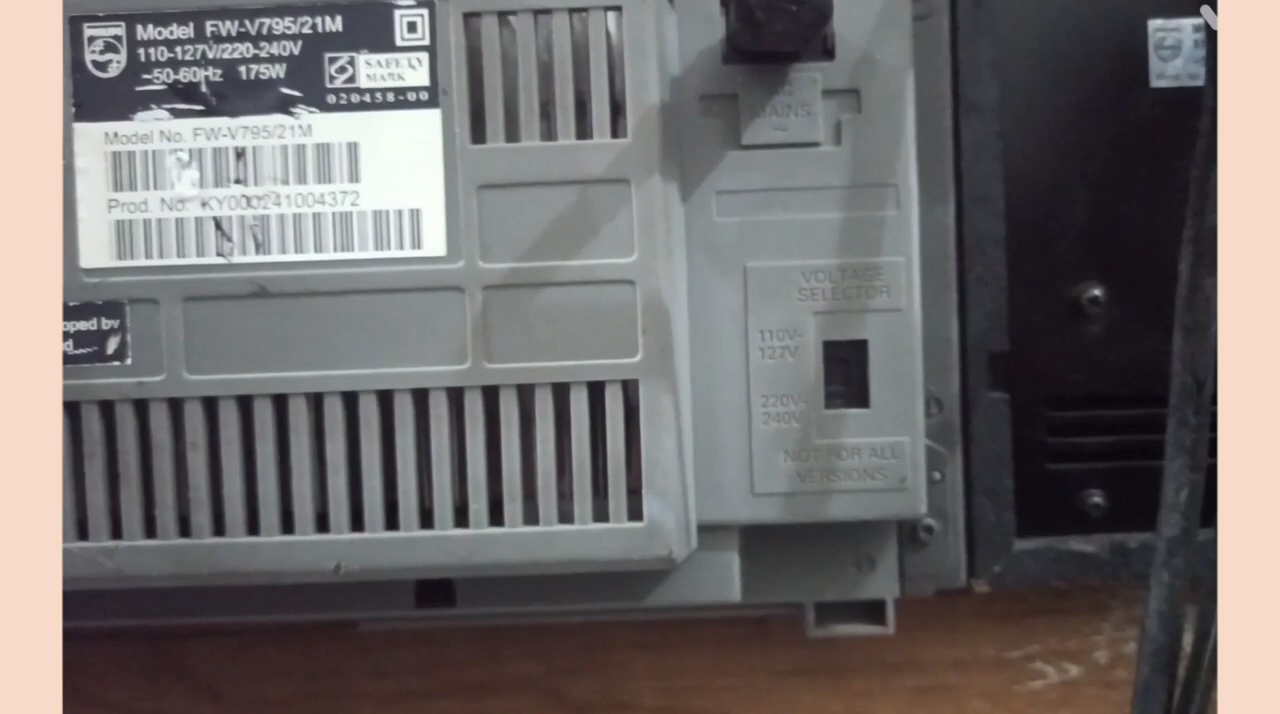 PHILIPS
Model FW-V795/21M
110-127V/220-240V
~50-60Hz 175W
SAFETY
MARK
020458-00
Model No. FW-V795/21M
Prod. No. KY000241004372
MAINS
~
VOLTAGE
SELECTOR
110V-
127V
220V-
240V
NOT FOR ALL
VERSIONS